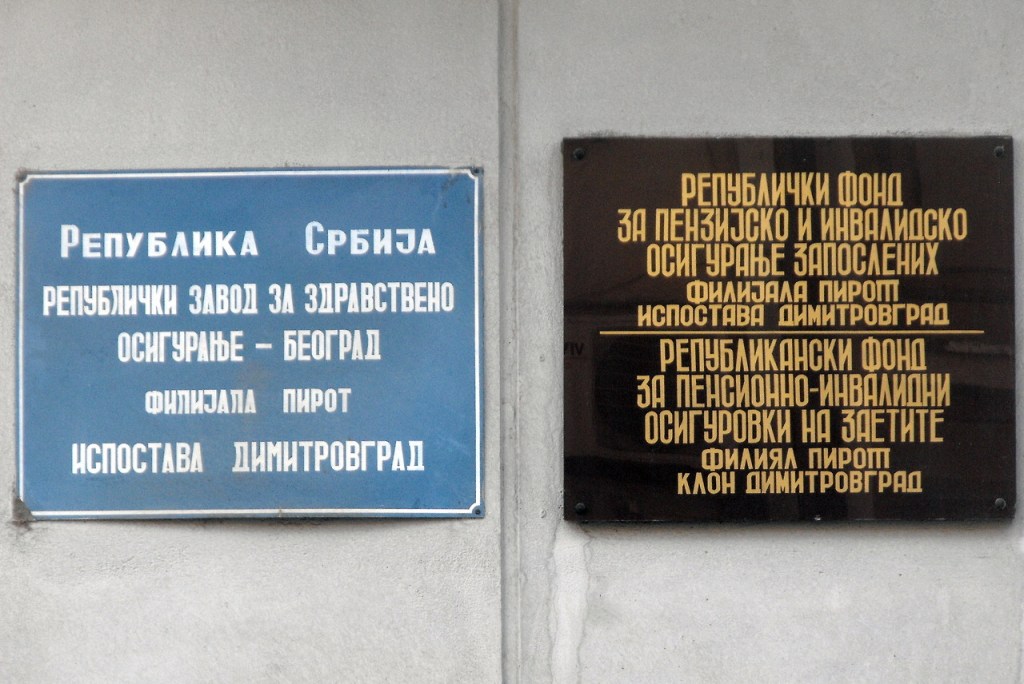 Република Србија
РЕПУБЛИЧКИ ЗАВОД ЗА ЗДРАВСТВЕНО
ОСИГУРАЊЕ – БЕОГРАД
ФИЛИЈАЛА ПИРОТ
ИСПОСТАВА ДИМИТРОВГРАД
РЕПУБЛИЧКИ ФОНД
ЗА ПЕНЗИЈСКО И ИНВАЛИДСКО
ОСИГУРАЊЕ ЗАПОСЛЕНИХ
ФИЛИЈАЛА ПИРОТ
ИСПОСТАВА ДИМИТРОВГРАД
РЕПУБЛИКАНСКИ ФОНД
ЗА ПЕНСИОННО-ИНВАЛИДНИ
ОСИГУРОВКИ НА ЗАЕТИТЕ
ФИЛИЯЛ ПИРОТ
КЛОН ДИМИТРОВГРАД